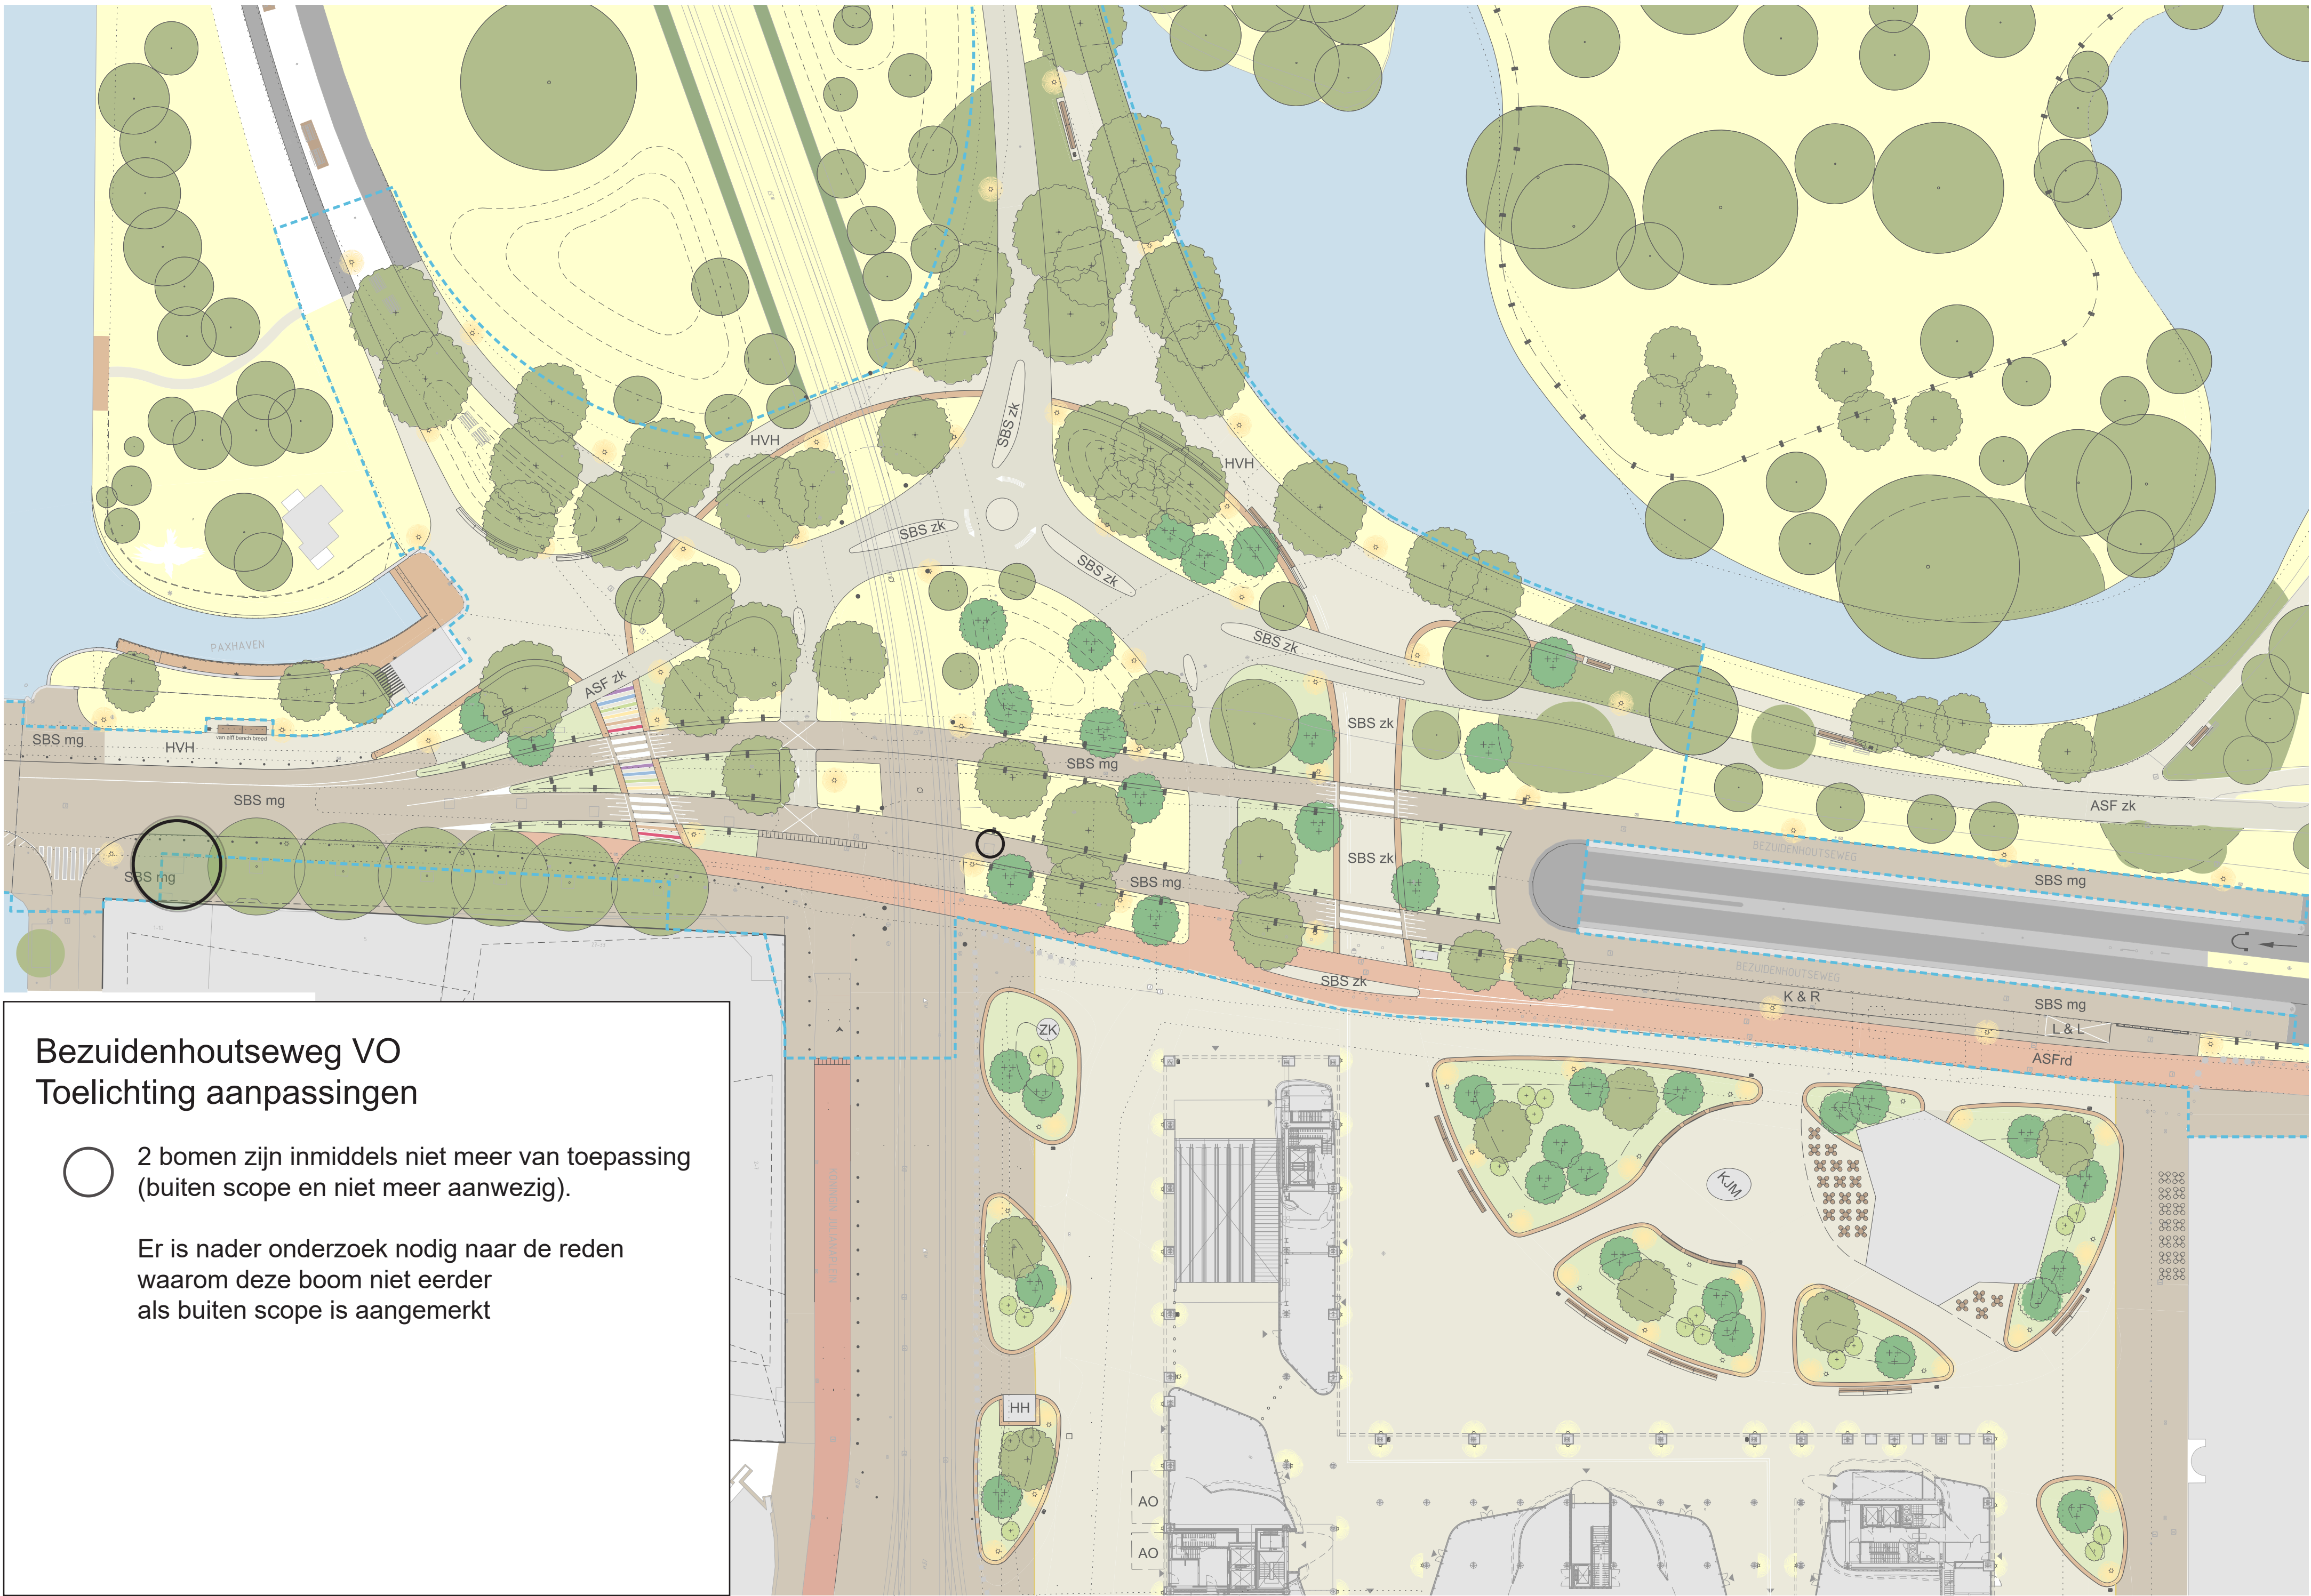 HVH
SBS zk
HVH
SBS zk
SBS zk
SBS zk
PAXHAVEN
ASF zk
SBS zk
SBS mg
HVH
van alff bench breed
SBS mg
SBS mg
ASF zk
BEZUIDENHOUTSEWEG
SBS zk
SBS mg
SBS mg
SBS mg
BEZUIDENHOUTSEWEG
SBS zk
K & R
SBS mg
L & L
ASFrd
ZK
KJM
HH
AO
AO
Bezuidenhoutseweg VO
Toelichting aanpassingen
2 bomen zijn inmiddels niet meer van toepassing
(buiten scope en niet meer aanwezig).
Er is nader onderzoek nodig naar de reden
waarom deze boom niet eerder
als buiten scope is aangemerkt